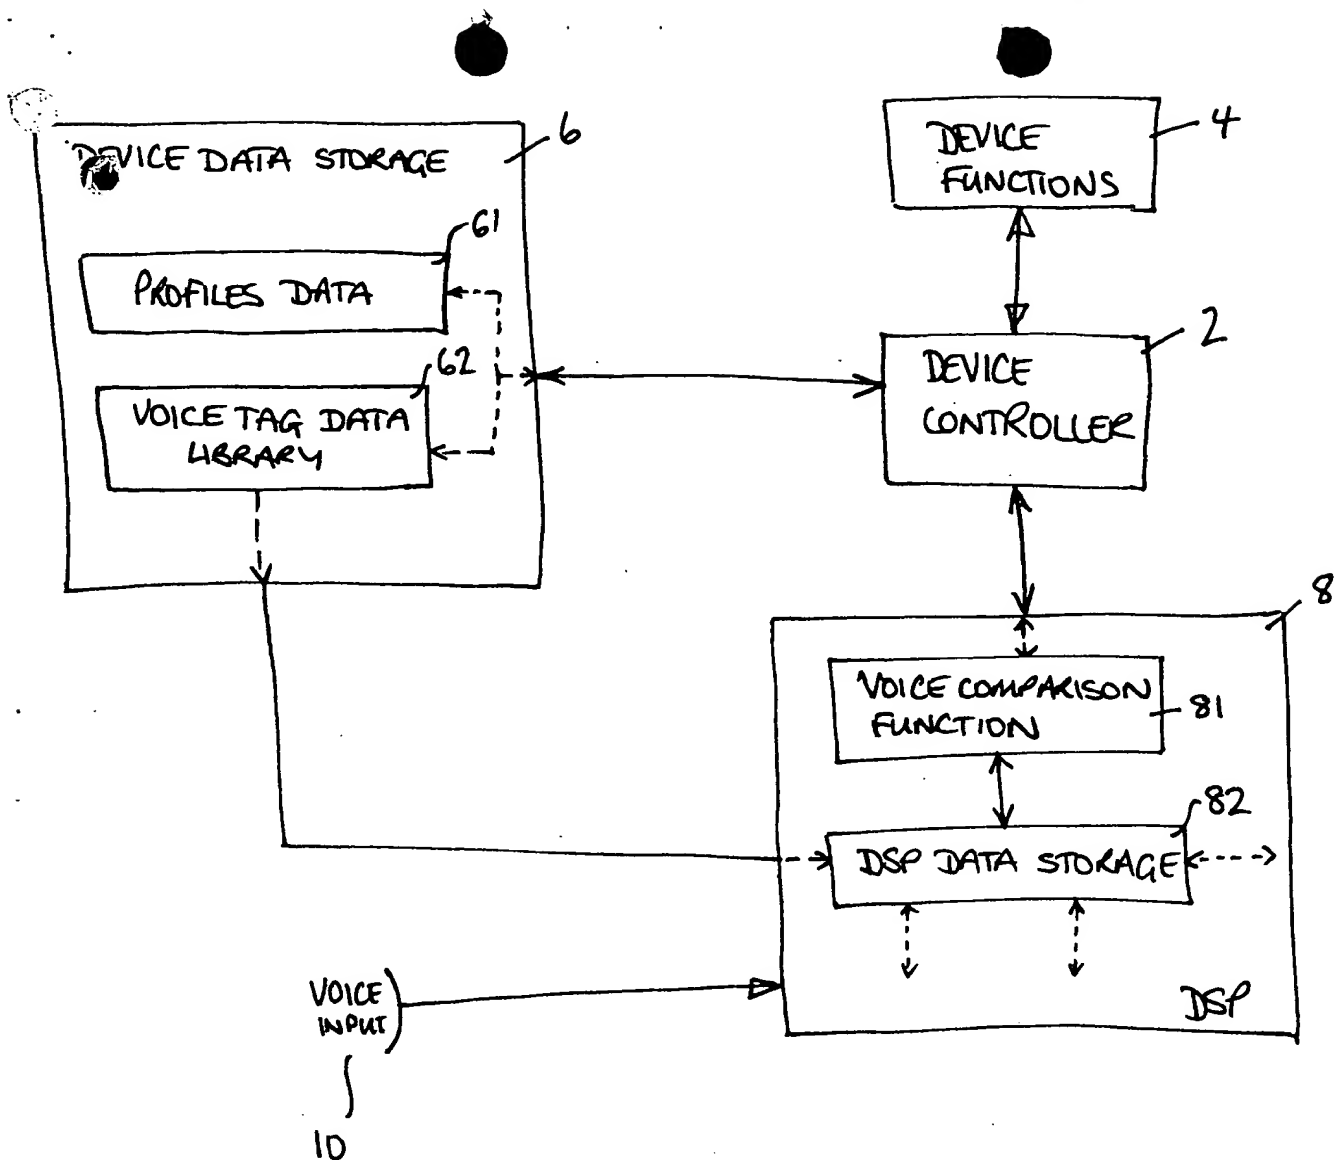 6
DEVICE DATA STORAGE
61
PROFILES DATA
62
VOICE TAG DATA
LIBRARY
4
DEVICE
FUNCTIONS
2
DEVICE
CONTROLLER
8
VOICE COMPARISON
FUNCTION
81
82
DSP DATA STORAGE
DSP
VOICE
INPUT
10